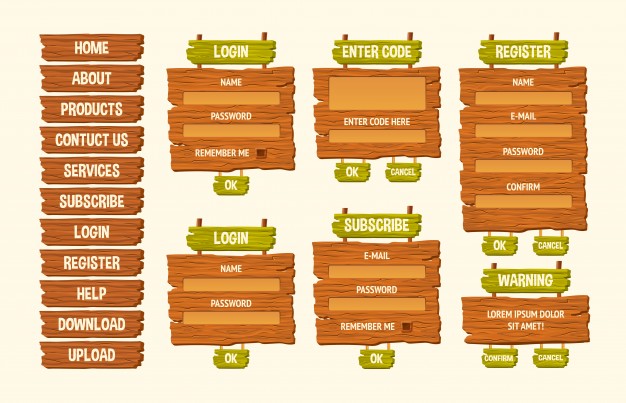 HOME
ABOUT
PRODUCTS
CONTUCT US
SERVICES
SUBSCRIBE
LOGIN
REGISTER
HELP
DOWNLOAD
UPLOAD
LOGIN
NAME
PASSWORD
REMEMBER ME
OK
LOGIN
NAME
PASSWORD
OK
ENTER CODE
ENTER CODE HERE
OK
CANCEL
SUBSCRIBE
E-MAIL
PASSWORD
REMEMBER ME
OK
REGISTER
NAME
E-MAIL
PASSWORD
CONFIRM
OK
CANCEL
WARNING
LOREM IPSUM DOLOR
SIT AMET!
CONFIRM
CANCEL